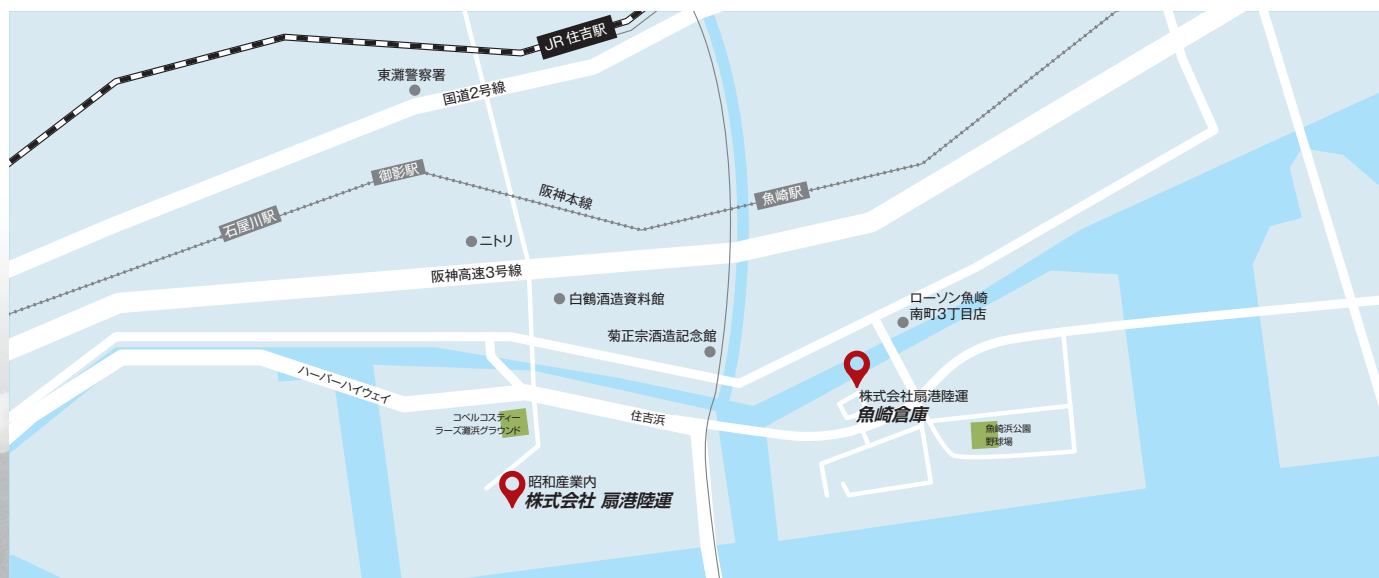 JR 住吉駅
東灘警察署
国道2号線
御影駅
阪神本線
魚崎駅
石屋川駅
ニトリ
阪神高速3号線
白鶴酒造資料館
ローソン魚崎
南町3丁目店
菊正宗酒造記念館
ハーバーハイウェイ
株式会社扇港陸運
魚崎倉庫
コベルコスティー
ラーズ灘浜グラウンド
住吉浜
魚崎浜公園
野球場
昭和産業内
株式会社 扇港陸運